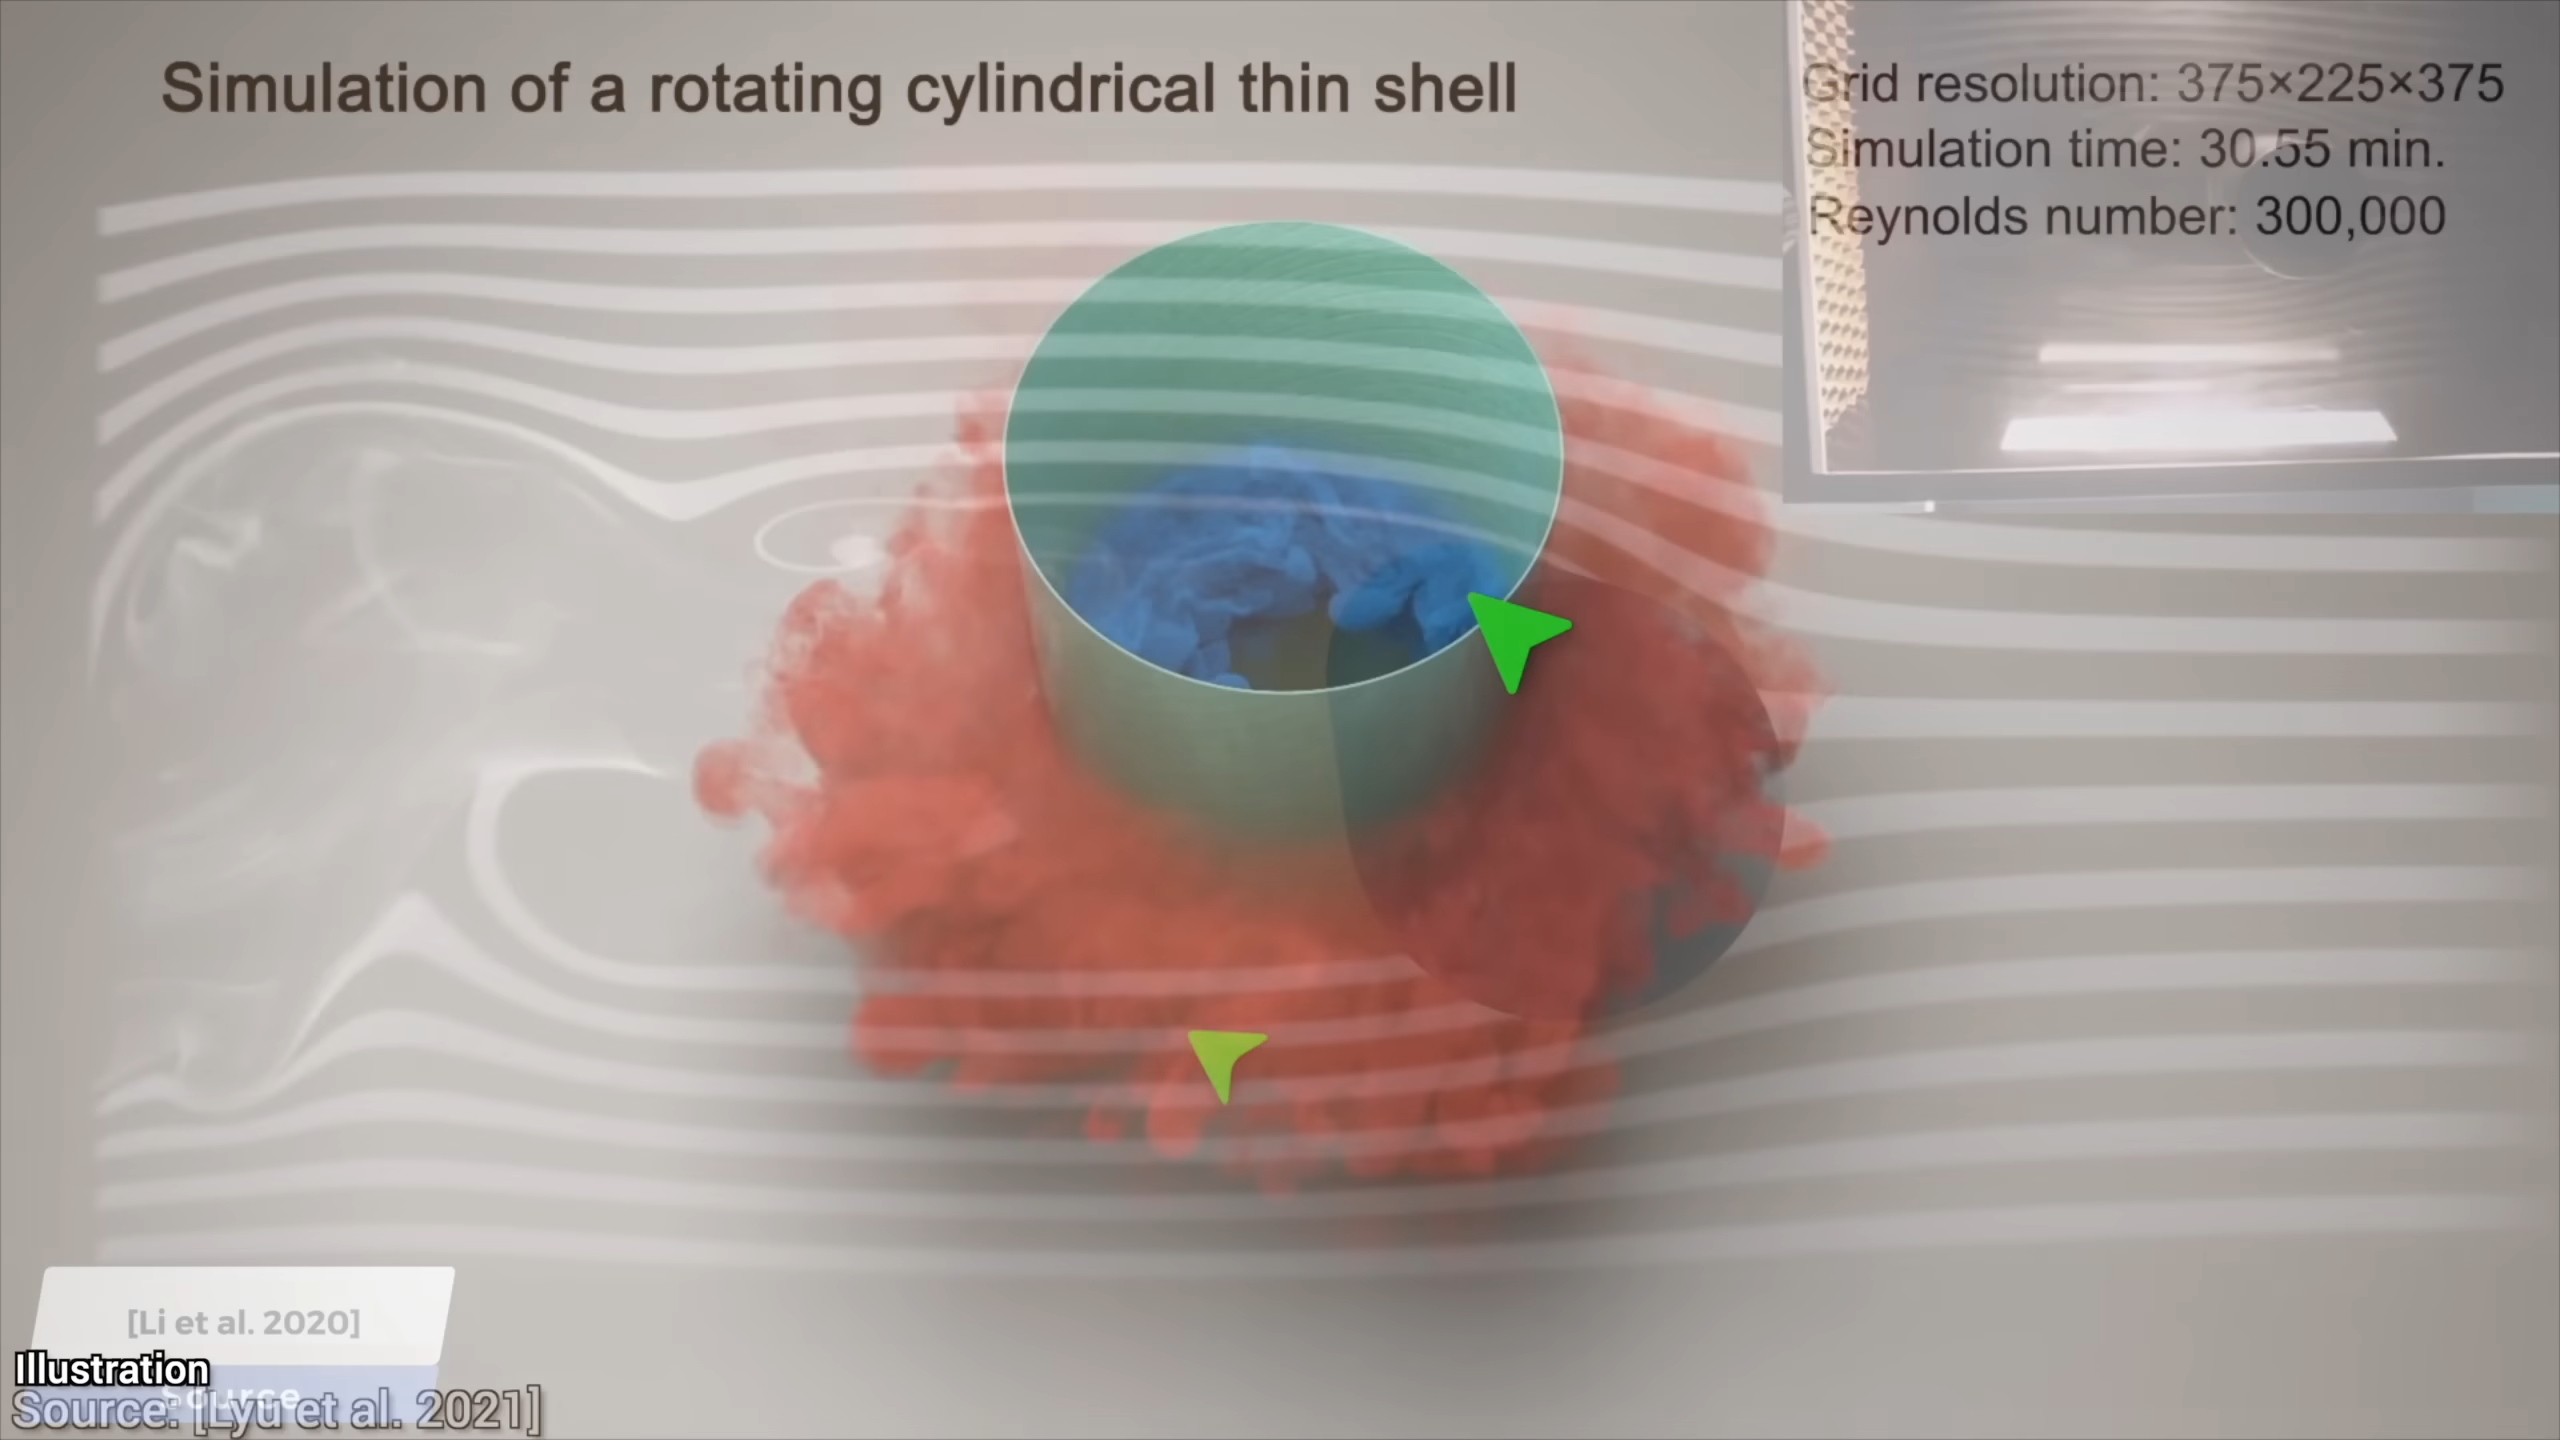 Simulation of a rotating cylindrical thin shell
Grid resolution: 375×225×375
Simulation time: 30.55 min.
Reynolds number: 300,000
[Li et al. 2020]
Illustration
Source
Source: [Lyu et al. 2021]